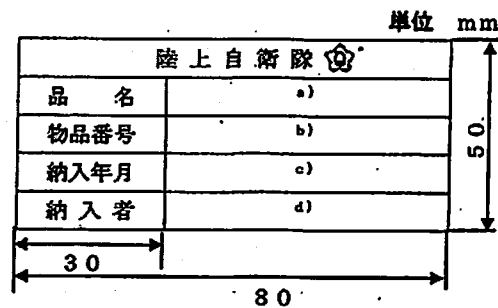 単位 mm
陸上自衛隊
品名 a)
物品番号 b)
納入年月 c)
納入者 d)
50
30
80